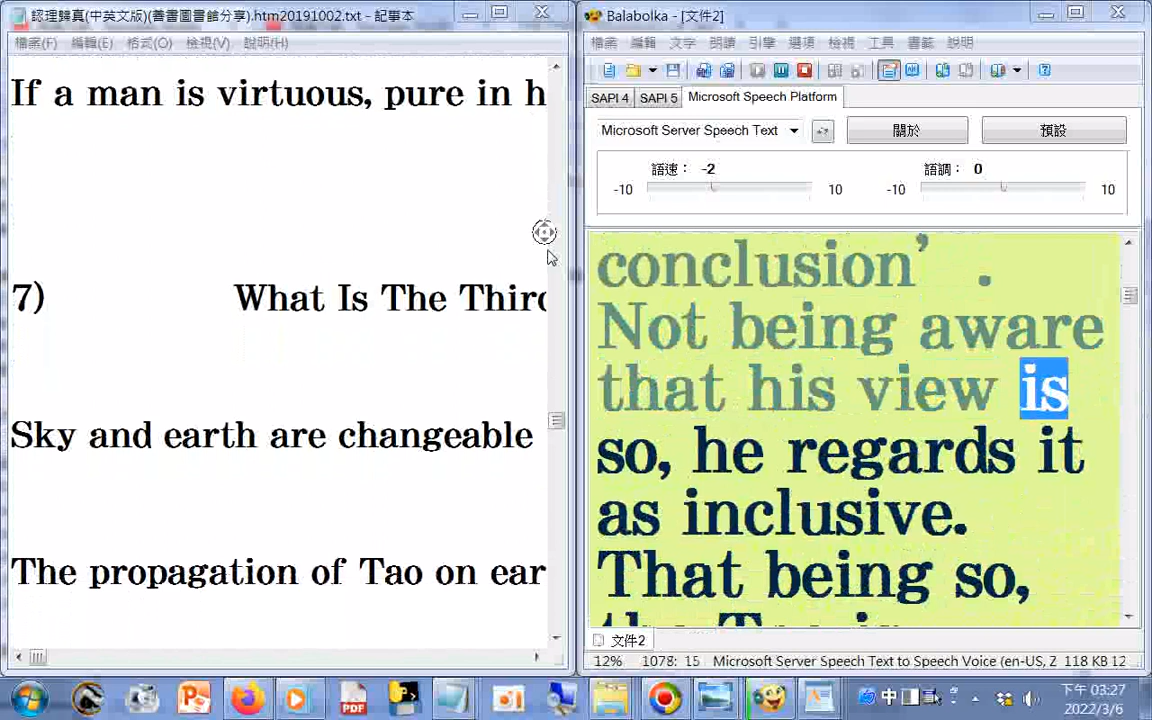 認理歸真(中英文版)(善書圖書館分享).htm20191002.txt - 記事本
檔案(F) 編輯(E) 格式(O) 檢視(V) 說明(H)
If a man is virtuous, pure in h
7) What Is The Third
Sky and earth are changeable
The propagation of Tao on ear
Balabolka - [文件2]
檔案 編輯 文字 朗讀 引擎 選項 檢視 工具 書籤 說明
SAPI 4 SAPI 5 Microsoft Speech Platform
Microsoft Server Speech Text 關於 預設
語速： -2 語調： 0
-10 10 -10 10
conclusion’ .
Not being aware
that his view is
so, he regards it
as inclusive.
That being so,
文件2
12% 1078: 15 Microsoft Server Speech Text to Speech Voice (en-US, Z 118 KB 12
中 下午 03:27
2022/3/6